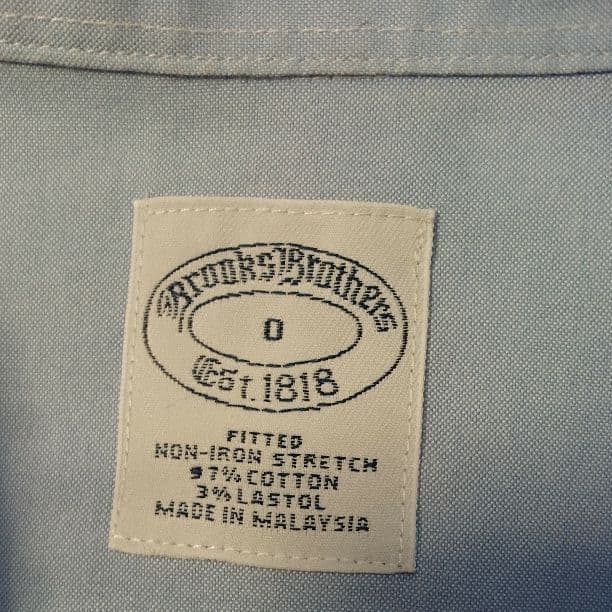 Brooks Brothers
0
Est. 1818
FITTED
NON-IRON STRETCH
97% COTTON
3% LASTOL
MADE IN MALAYSIA